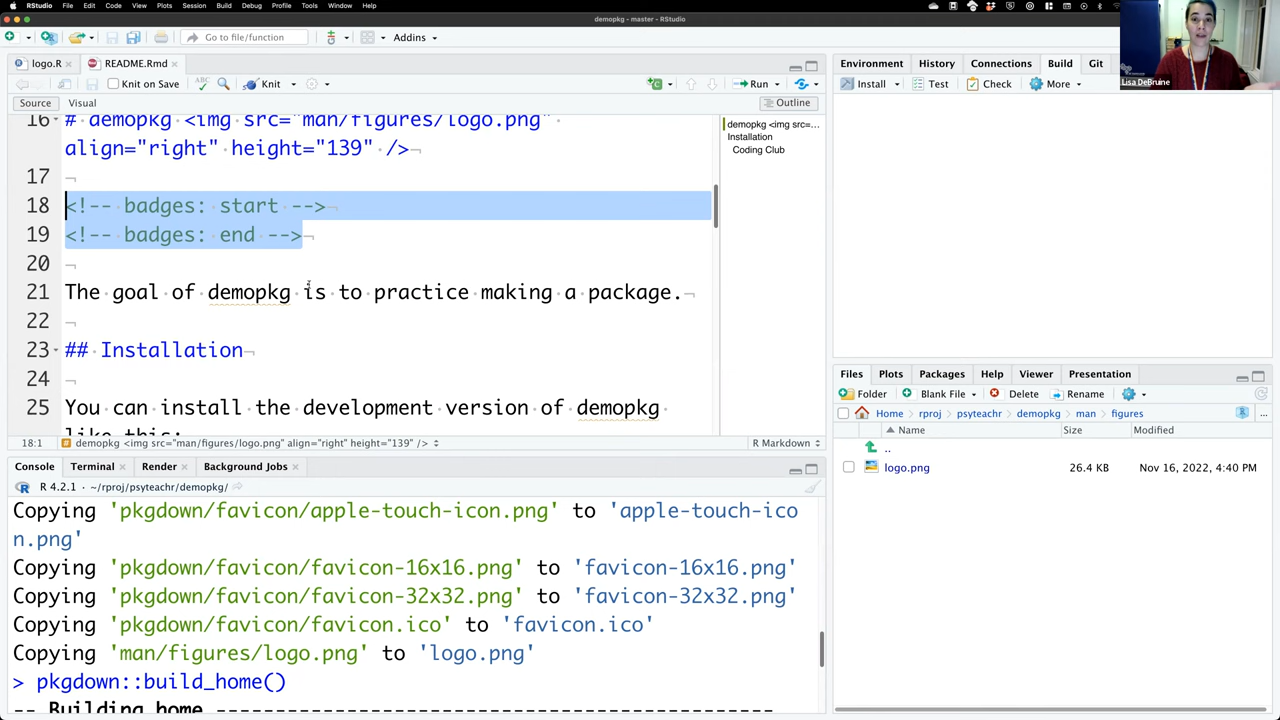 RStudio File Edit Code View Plots Session Build Debug Profile Tools Window Help
demopkg - master - RStudio
Go to file/function Addins
logo.R README.Rmd
Environment History Connections Build Git
Knit on Save Knit Run Outline
Install Test Check More
Lisa DeBruine
Source Visual
16 # demopkg <img src="man/figures/logo.png"
align="right" height="139" />
17
18 <!-- badges: start -->
19 <!-- badges: end -->
20
21 The goal of demopkg is to practice making a package.
22
23 ## Installation
24
25 You can install the development version of demopkg
like this:
demopkg <img src=...
Installation
Coding Club
18:1 demopkg <img src="man/figures/logo.png" align="right" height="139" /> R Markdown
Files Plots Packages Help Viewer Presentation
Folder Blank File Delete Rename
Home rproj psyteachr demopkg man figures ...
Name Size Modified
..
logo.png 26.4 KB Nov 16, 2022, 4:40 PM
Console Terminal Render Background Jobs
R 4.2.1 · ~/rproj/psyteachr/demopkg/
Copying 'pkgdown/favicon/apple-touch-icon.png' to 'apple-touch-ico
n.png'
Copying 'pkgdown/favicon/favicon-16x16.png' to 'favicon-16x16.png'
Copying 'pkgdown/favicon/favicon-32x32.png' to 'favicon-32x32.png'
Copying 'pkgdown/favicon/favicon.ico' to 'favicon.ico'
Copying 'man/figures/logo.png' to 'logo.png'
> pkgdown::build_home()
-- Building home -----------------------------------------------